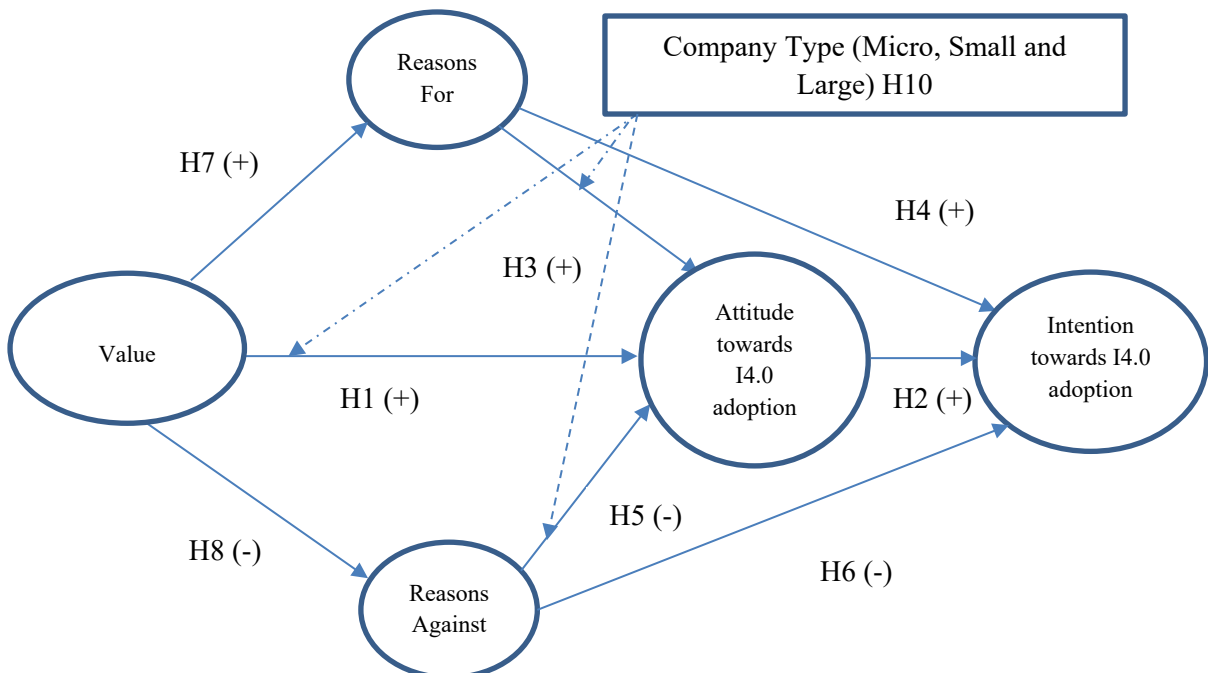 Reasons
For
Company Type (Micro, Small and
Large) H10
H7 (+)
H4 (+)
H3 (+)
Value
Attitude
towards
I4.0
adoption
Intention
towards I4.0
adoption
H1 (+)
H2 (+)
H5 (-)
H8 (-)
H6 (-)
Reasons
Against